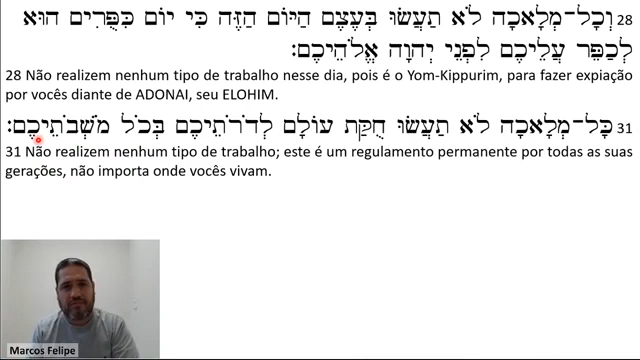 וְכָל־מְלָאכָה לֹא תַעֲשׂוּ בְּעֶצֶם הַיּוֹם הַזֶּה כִּי יוֹם כִּפֻּרִים הוּא 28
לְכַפֵּר עֲלֵיכֶם לִפְנֵי יְהוָה אֱלֹהֵיכֶם׃
28 Não realizem nenhum tipo de trabalho nesse dia, pois é o Yom-Kippurim, para fazer expiação
por vocês diante de ADONAI, seu ELOHIM.
כָּל־מְלָאכָה לֹא תַעֲשׂוּ חֻקַּת עוֹלָם לְדֹרֹתֵיכֶם בְּכֹל מֹשְׁבֹתֵיכֶם׃ 31
31 Não realizem nenhum tipo de trabalho; este é um regulamento permanente por todas as suas
gerações, não importa onde vocês vivam.
Marcos Felipe